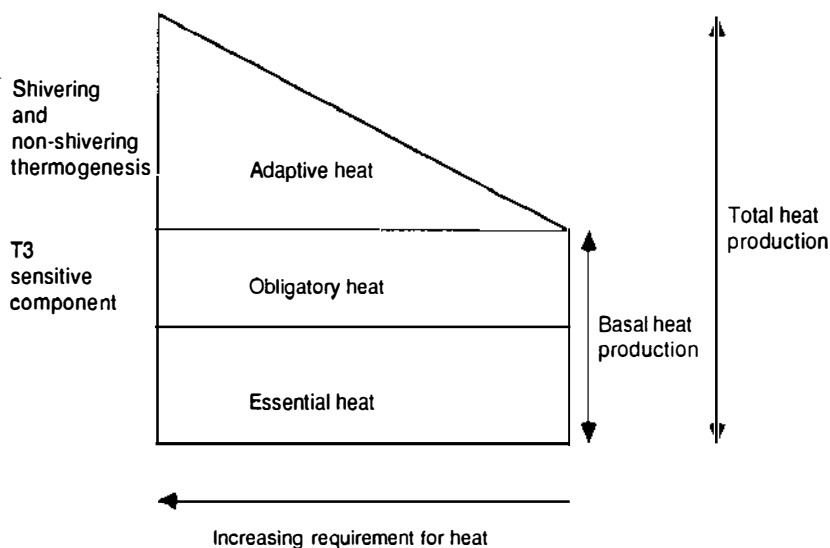 Shivering
and
non-shivering
thermogenesis
Adaptive heat
Total heat
production
T3
sensitive
component
Obligatory heat
Basal heat
production
Essential heat
Increasing requirement for heat